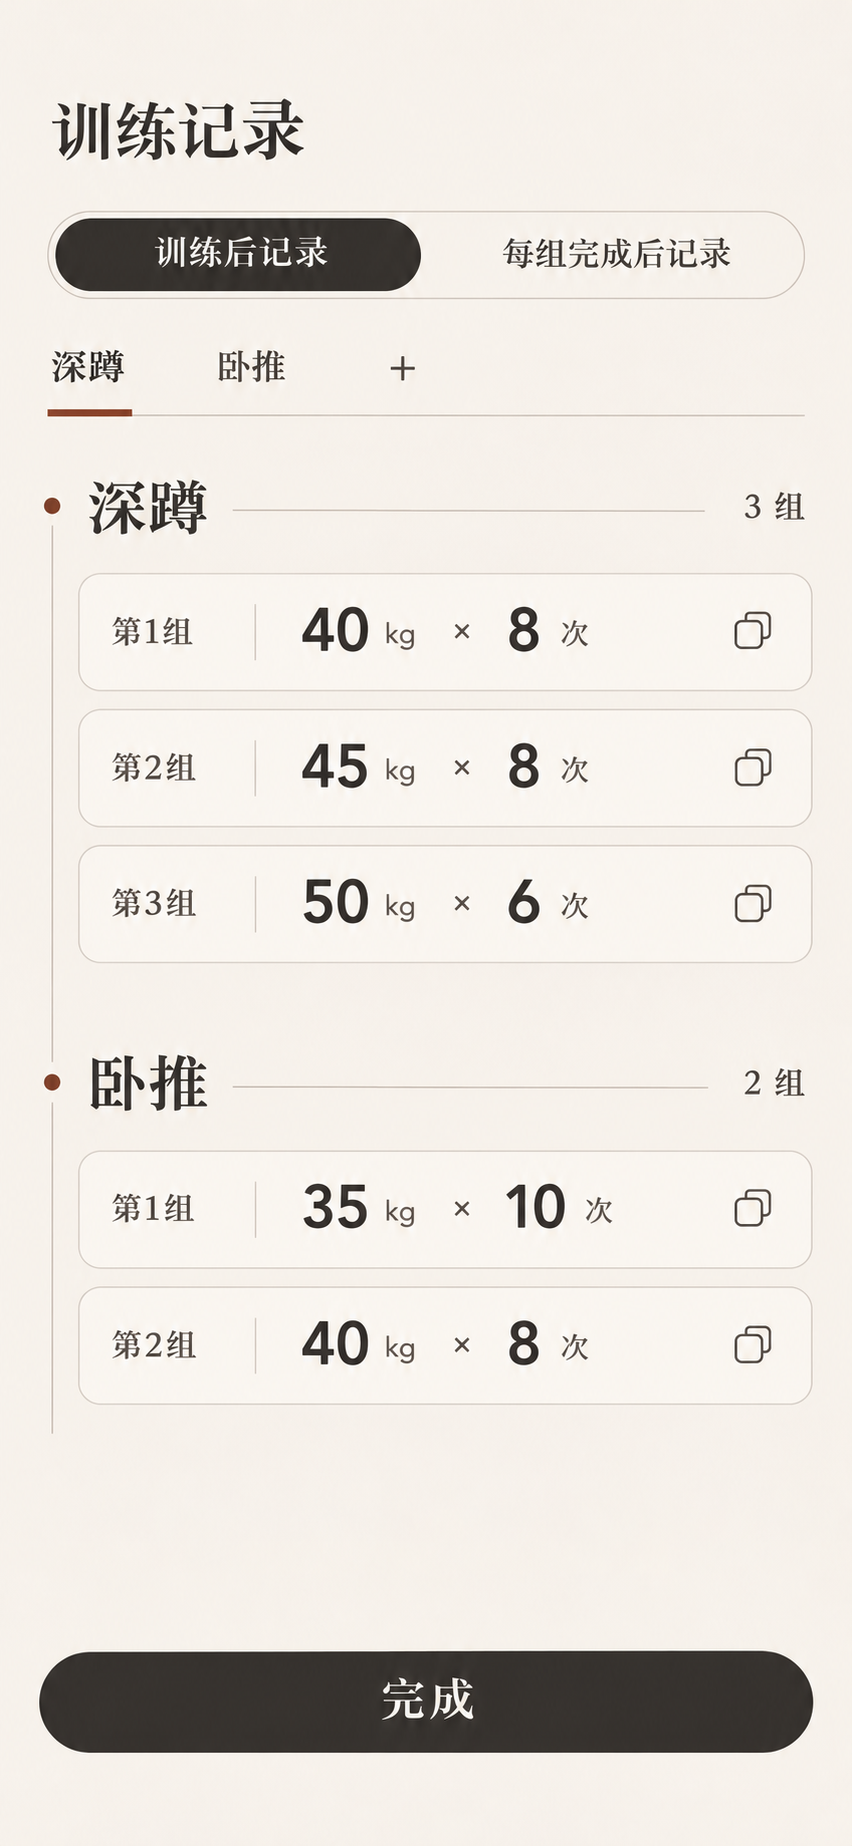 训练记录
训练后记录 每组完成后记录
深蹲 卧推 +
深蹲 3 组
第1组 40 kg × 8 次
第2组 45 kg × 8 次
第3组 50 kg × 6 次
卧推 2 组
第1组 35 kg × 10 次
第2组 40 kg × 8 次
完成